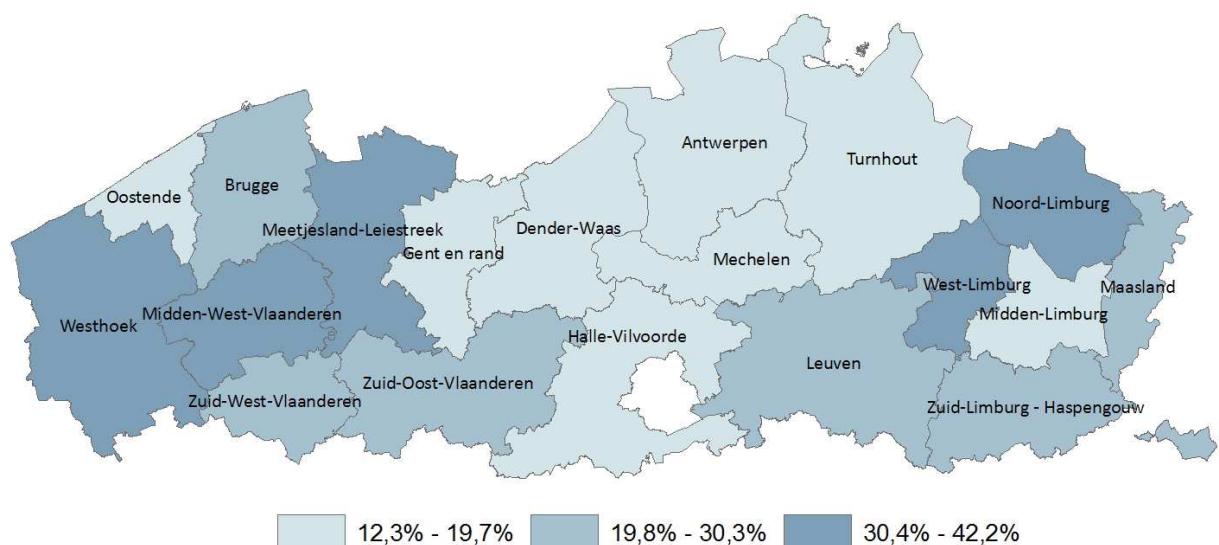 Antwerpen
Turnhout
Oostende
Brugge
Noord-Limburg
Meetjesland-Leiestreek
Dender-Waas
Gent en rand
Mechelen
West-Limburg
Maasland
Westhoek
Midden-West-Vlaanderen
Midden-Limburg
Halle-Vilvoorde
Leuven
Zuid-Oost-Vlaanderen
Zuid-West-Vlaanderen
Zuid-Limburg - Haspengouw
12,3% - 19,7% 19,8% - 30,3% 30,4% - 42,2%